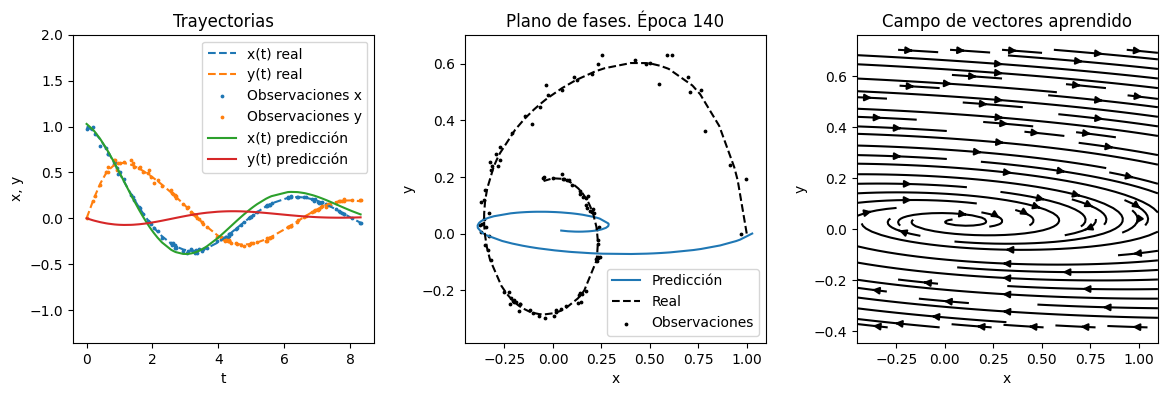 Trayectorias
2.0
1.5
1.0
0.5
0.0
−0.5
−1.0
x, y
0
2
4
6
8
t
x(t) real
y(t) real
Observaciones x
Observaciones y
x(t) predicción
y(t) predicción
Plano de fases. Época 140
0.6
0.4
0.2
0.0
−0.2
y
−0.25
0.00
0.25
0.50
0.75
1.00
x
Predicción
Real
Observaciones
Campo de vectores aprendido
0.6
0.4
0.2
0.0
−0.2
−0.4
y
−0.25
0.00
0.25
0.50
0.75
1.00
x